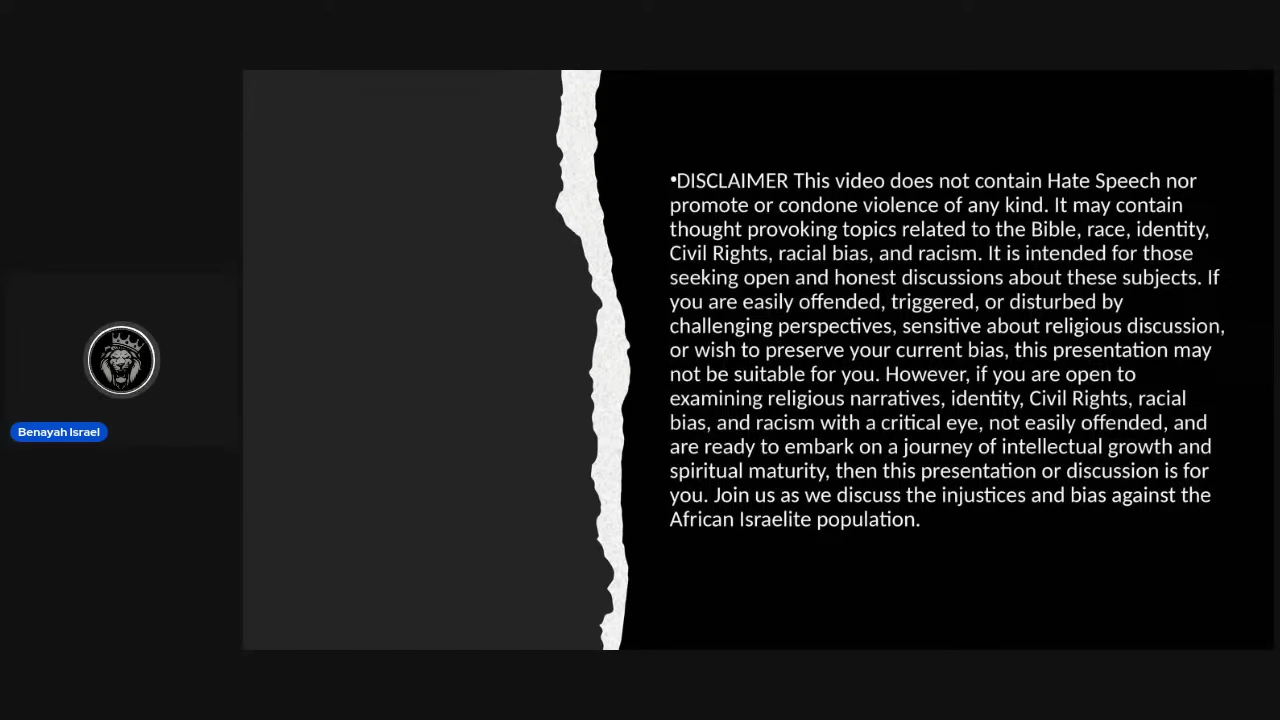 •DISCLAIMER This video does not contain Hate Speech nor
promote or condone violence of any kind. It may contain
thought provoking topics related to the Bible, race, identity,
Civil Rights, racial bias, and racism. It is intended for those
seeking open and honest discussions about these subjects. If
you are easily offended, triggered, or disturbed by
challenging perspectives, sensitive about religious discussion,
or wish to preserve your current bias, this presentation may
not be suitable for you. However, if you are open to
examining religious narratives, identity, Civil Rights, racial
bias, and racism with a critical eye, not easily offended, and
are ready to embark on a journey of intellectual growth and
spiritual maturity, then this presentation or discussion is for
you. Join us as we discuss the injustices and bias against the
African Israelite population.
Benayah Israel